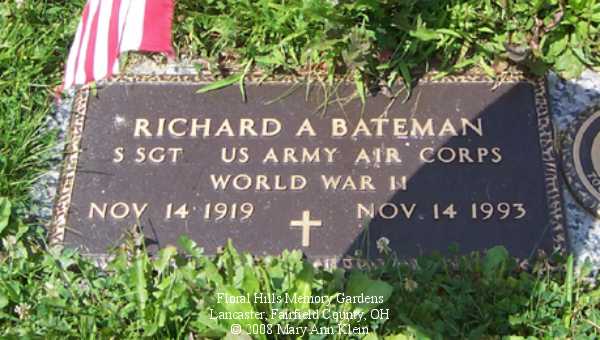 RICHARD A BATEMAN
S SGT US ARMY AIR CORPS
WORLD WAR II
NOV 14 1919 NOV 14 1993
Floral Hills Memory Gardens
Lancaster, Fairfield County, OH
© 2008 Mary Ann Klein